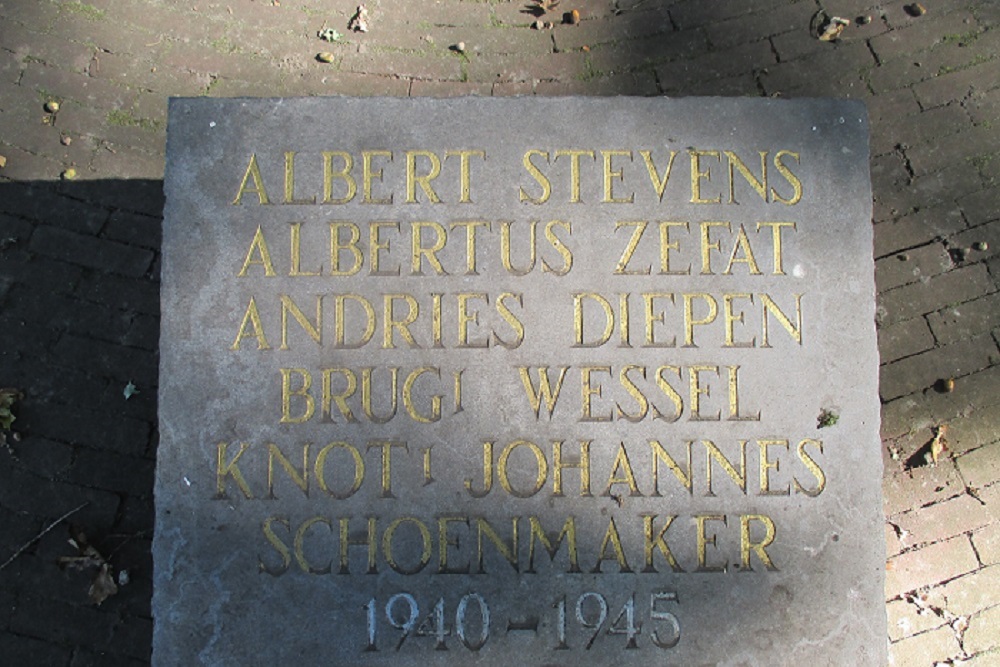 ALBERT STEVENS
ALBERTUS ZEFAT
ANDRIES DIEPEN
BRUGI WESSEL
KNOTI JOHANNES
SCHOENMAKER
1940-1945